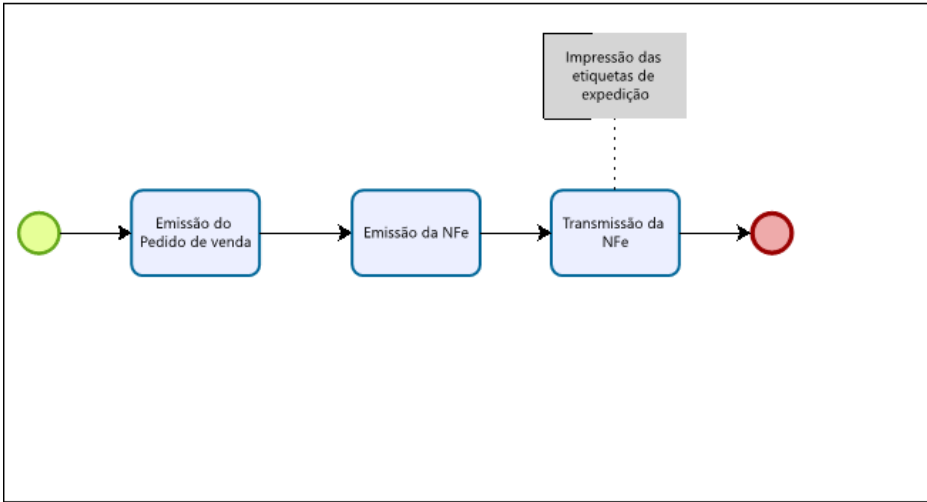 Impressão das
etiquetas de
expedição
Emissão do
Pedido de venda
Emissão da NFe
Transmissão da
NFe